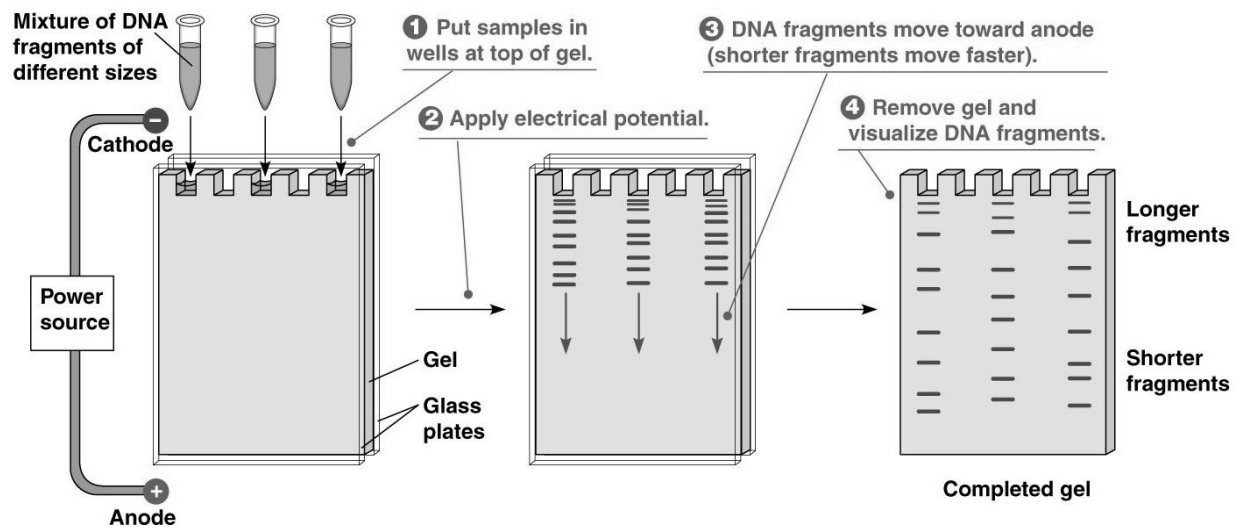 Mixture of DNA
fragments of
different sizes
1 Put samples in
wells at top of gel.
2 Apply electrical potential.
3 DNA fragments move toward anode
(shorter fragments move faster).
4 Remove gel and
visualize DNA fragments.
−
Cathode
Power
source
Gel
Glass
plates
+
Anode
Longer
fragments
Shorter
fragments
Completed gel